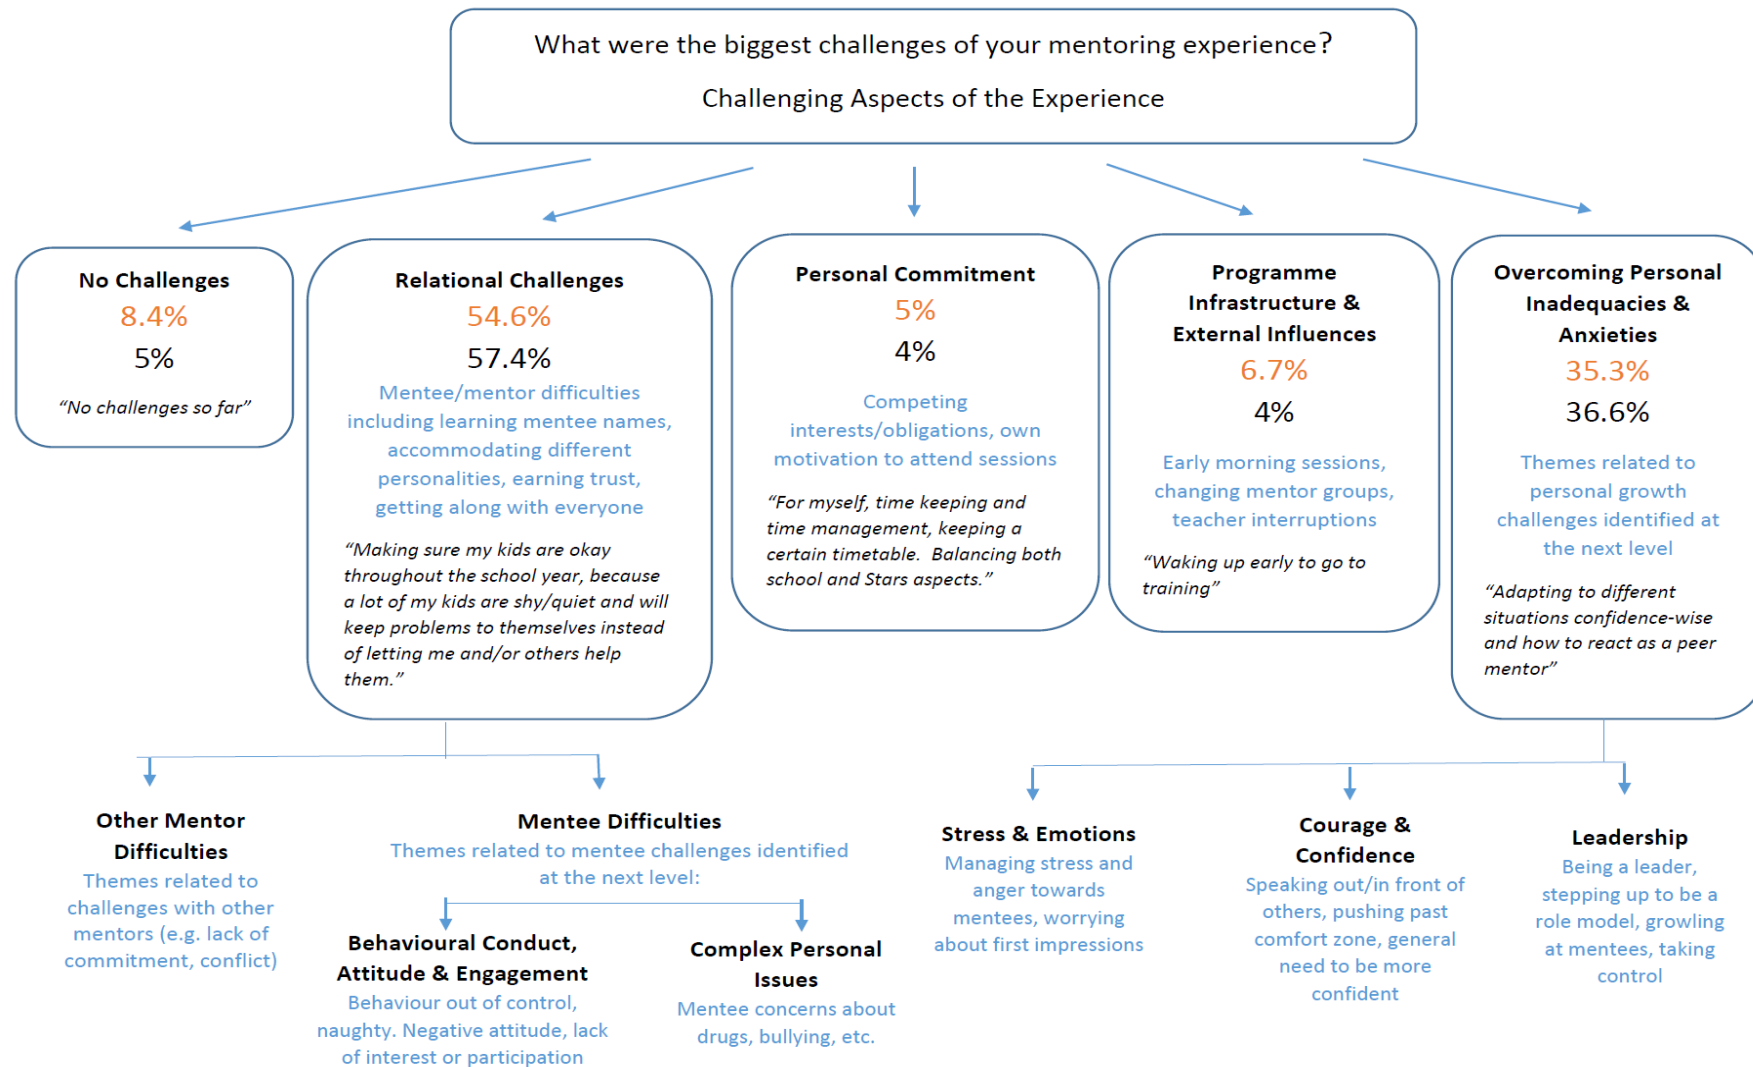 What were the biggest challenges of your mentoring experience?
Challenging Aspects of the Experience
No Challenges
8.4%
5%
“No challenges so far”
Relational Challenges
54.6%
57.4%
Mentee/mentor difficulties
including learning mentee names,
accommodating different
personalities, earning trust,
getting along with everyone
“Making sure my kids are okay
throughout the school year, because
a lot of my kids are shy/quiet and will
keep problems to themselves instead
of letting me and/or others help
them.”
Personal Commitment
5%
4%
Competing
interests/obligations, own
motivation to attend sessions
“For myself, time keeping and
time management, keeping a
certain timetable.  Balancing both
school and Stars aspects.”
Programme
Infrastructure &
External Influences
6.7%
4%
Early morning sessions,
changing mentor groups,
teacher interruptions
“Waking up early to go to
training”
Overcoming Personal
Inadequacies &
Anxieties
35.3%
36.6%
Themes related to
personal growth
challenges identified at
the next level
“Adapting to different
situations confidence-wise
and how to react as a peer
mentor”
Other Mentor
Difficulties
Themes related to
challenges with other
mentors (e.g. lack of
commitment, conflict)
Mentee Difficulties
Themes related to mentee challenges identified
at the next level:
Behavioural Conduct,
Attitude & Engagement
Behaviour out of control,
naughty. Negative attitude, lack
of interest or participation
Complex Personal
Issues
Mentee concerns about
drugs, bullying, etc.
Stress & Emotions
Managing stress and
anger towards
mentees, worrying
about first impressions
Courage &
Confidence
Speaking out/in front of
others, pushing past
comfort zone, general
need to be more
confident
Leadership
Being a leader,
stepping up to be a
role model, growling
at mentees, taking
control